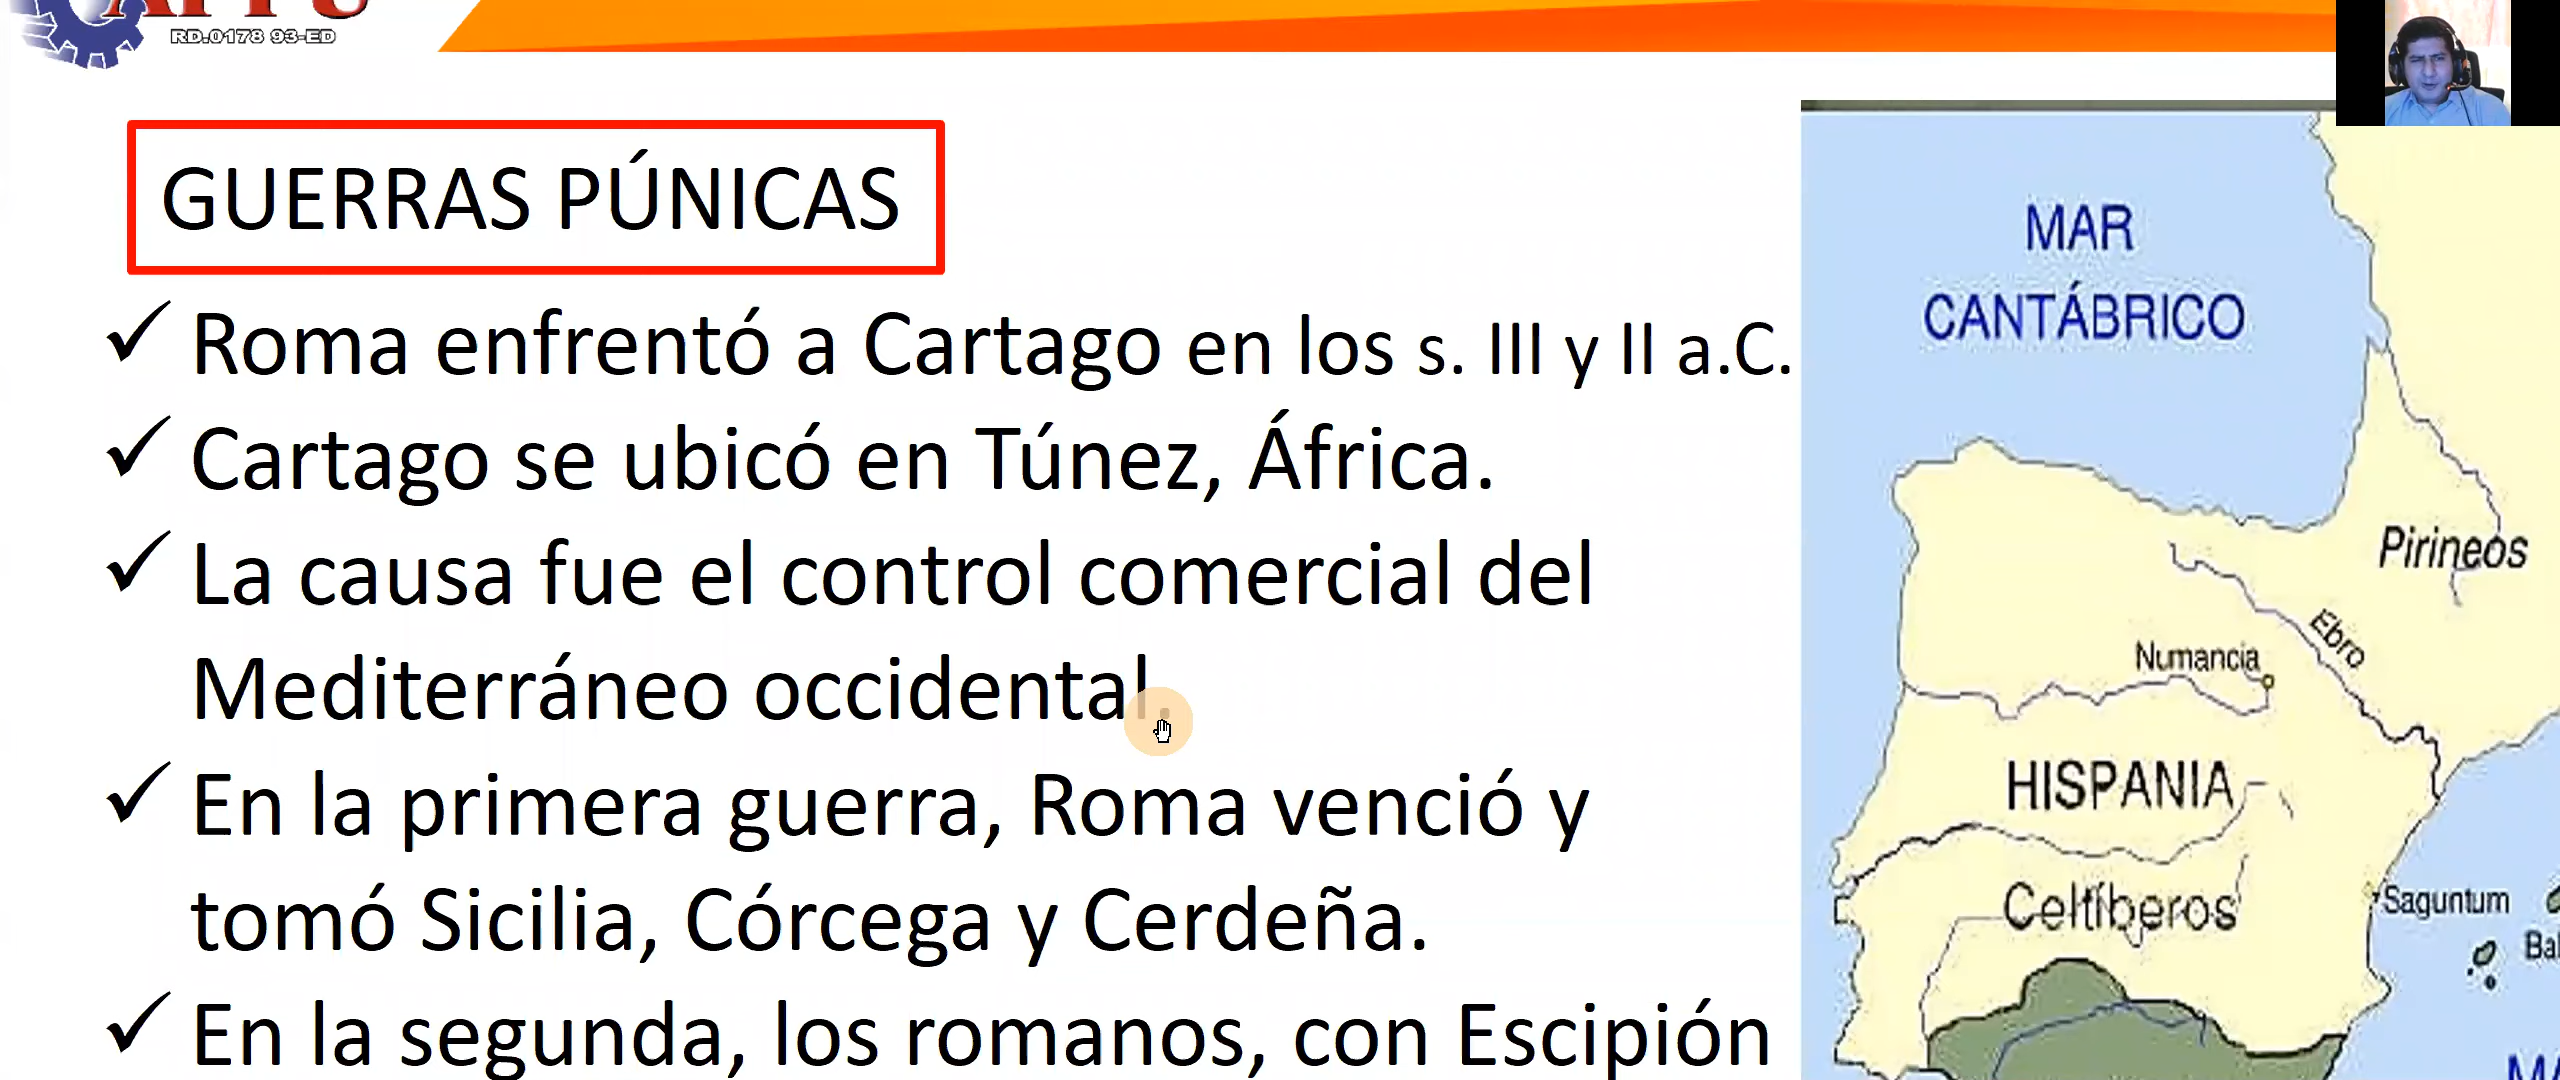 RD.0178 93-ED
GUERRAS PÚNICAS
✓ Roma enfrentó a Cartago en los s. III y II a.C.
✓ Cartago se ubicó en Túnez, África.
✓ La causa fue el control comercial del
Mediterráneo occidental.
✓ En la primera guerra, Roma venció y
tomó Sicilia, Córcega y Cerdeña.
✓ En la segunda, los romanos, con Escipión
MAR
CANTÁBRICO
Pirineos
Ebro
Numancia
HISPANIA
Celtíberos
Saguntum